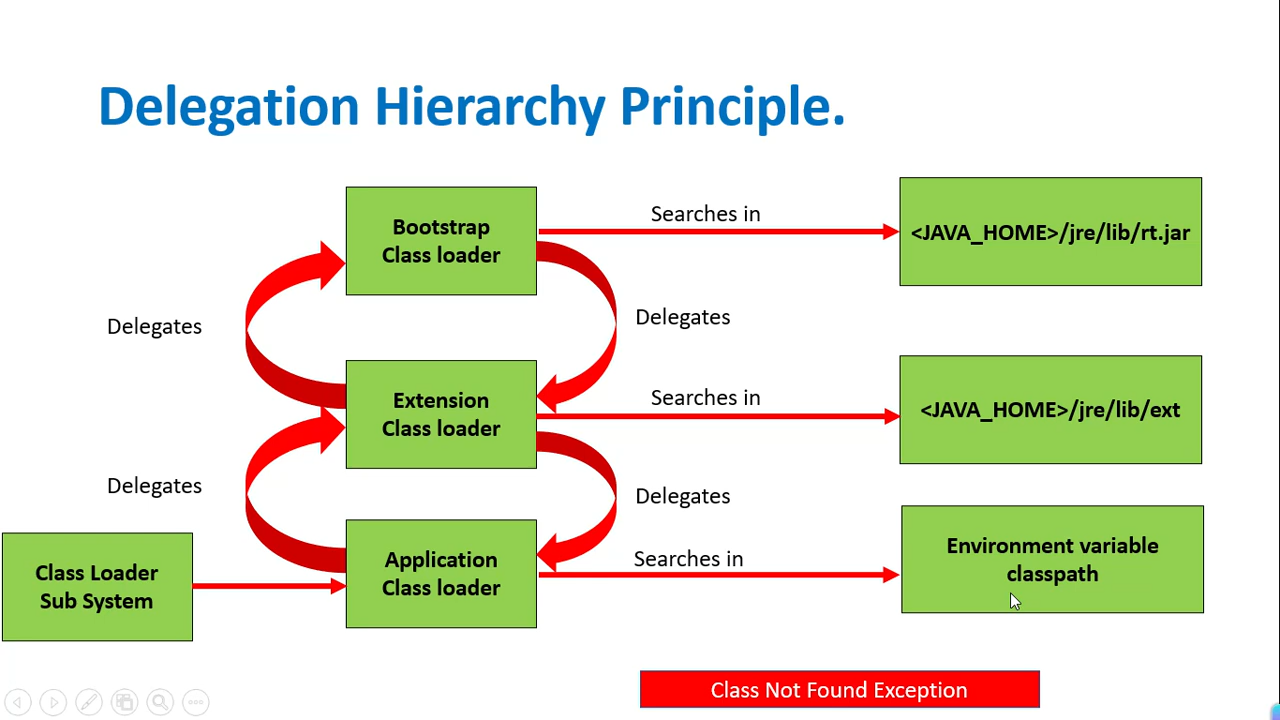 Delegation Hierarchy Principle.
Bootstrap
Class loader
Searches in
<JAVA_HOME>/jre/lib/rt.jar
Delegates
Delegates
Extension
Class loader
Searches in
<JAVA_HOME>/jre/lib/ext
Delegates
Delegates
Class Loader
Sub System
Application
Class loader
Searches in
Environment variable
classpath
Class Not Found Exception